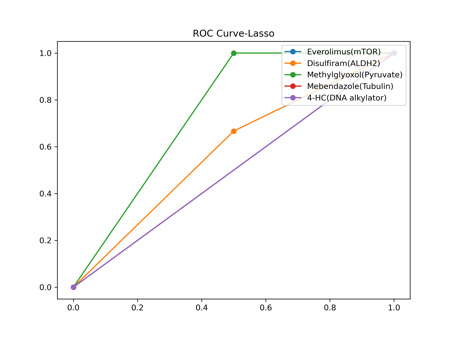 ROC Curve-Lasso
1.0
0.8
0.6
0.4
0.2
0.0
Everolimus(mTOR)
Disulfiram(ALDH2)
Methylglyoxol(Pyruvate)
Mebendazole(Tubulin)
4-HC(DNA alkylator)
0.0 0.2 0.4 0.6 0.8 1.0